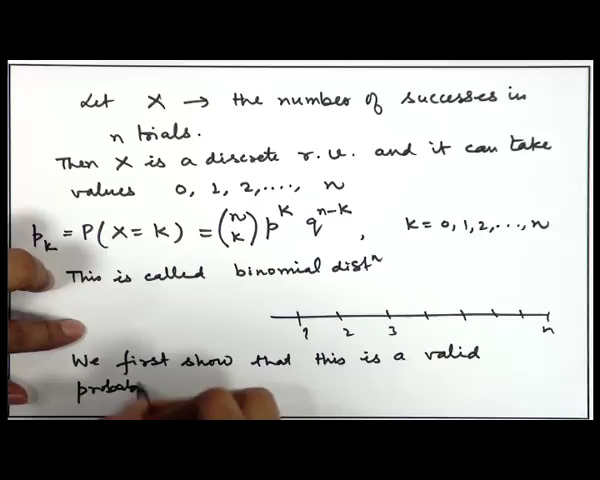 Let X → the number of successes in
n trials.
Then X is a discrete r.v. and it can take
values 0, 1, 2, ...., n
p_k = P(X = k) = (n k) p^k q^{n-k}, k = 0, 1, 2, ..., n
This is called binomial dist^n
1 2 3 n
We first show that this is a valid